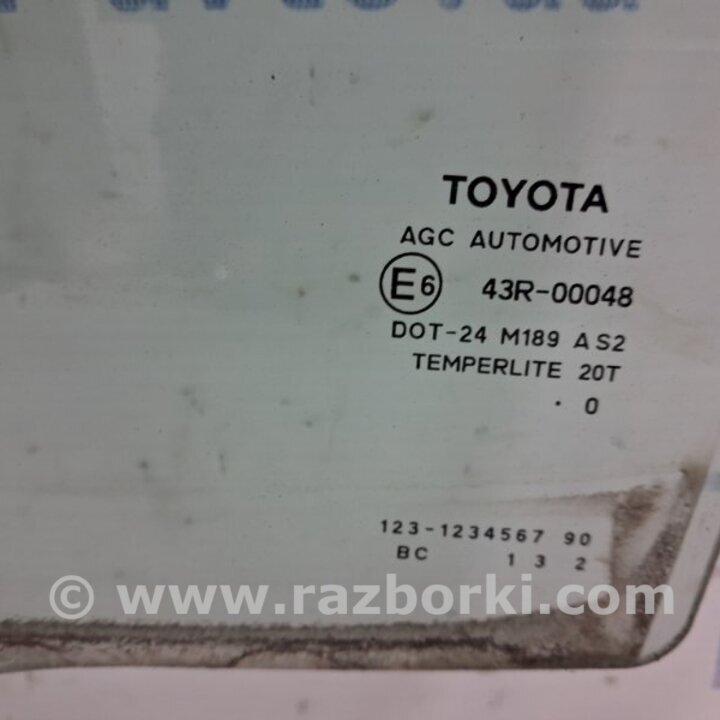 TOYOTA
AGC AUTOMOTIVE
E6 43R-00048
DOT-24 M189 AS2
TEMPERLITE 20T
· 0
123-1234567 90
BC 1 3 2
© www.razborki.com